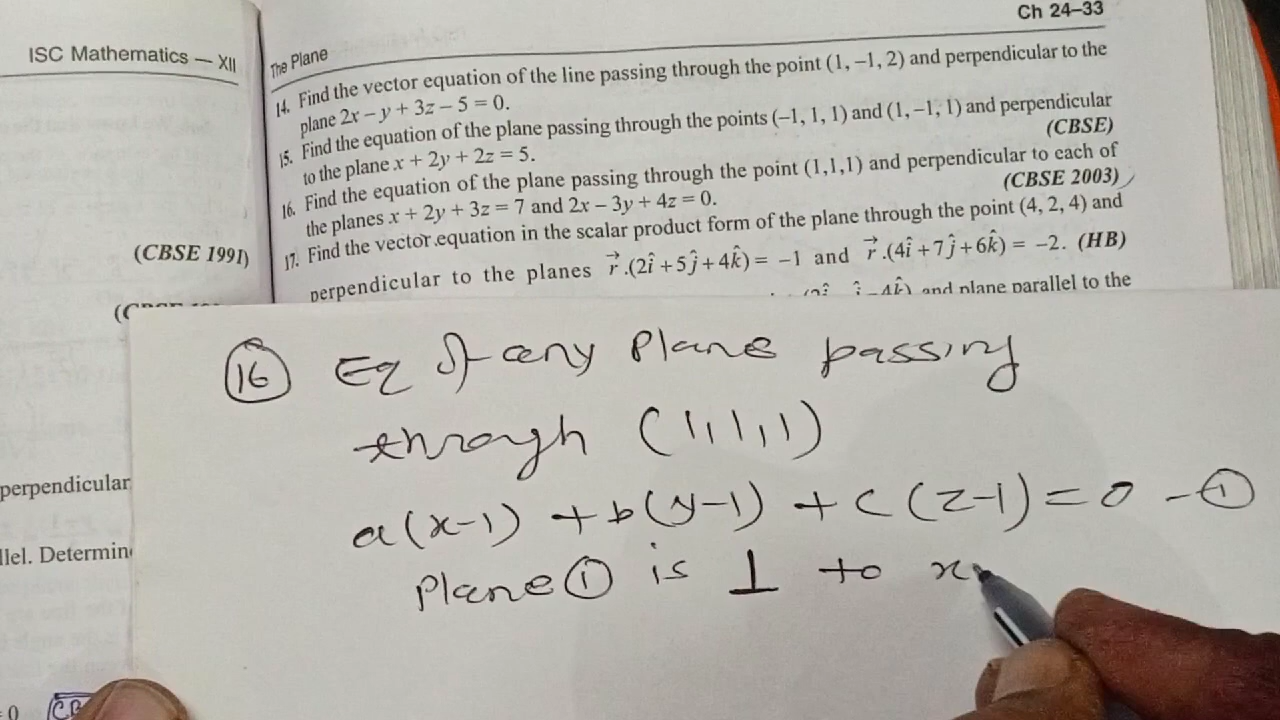 ISC Mathematics — XII
(CBSE 1991)
perpendicular
The Plane
Ch 24–33
14. Find the vector equation of the line passing through the point (1, –1, 2) and perpendicular to the
plane 2x – y + 3z – 5 = 0.
15. Find the equation of the plane passing through the points (–1, 1, 1) and (1, –1, 1) and perpendicular
to the plane x + 2y + 2z = 5.
(CBSE)
16. Find the equation of the plane passing through the point (1,1,1) and perpendicular to each of
the planes x + 2y + 3z = 7 and 2x – 3y + 4z = 0.
(CBSE 2003)
17. Find the vector equation in the scalar product form of the plane through the point (4, 2, 4) and
perpendicular to the planes r⃗.(2î + 5ĵ + 4k̂) = –1 and r⃗.(4î + 7ĵ + 6k̂) = –2. (HB)
and plane parallel to the
16 Eq of any Plane passing
through (1,1,1)
a(x-1) + b(y-1) + c(z-1) = 0 - ①
Plane ① is ⊥ to x